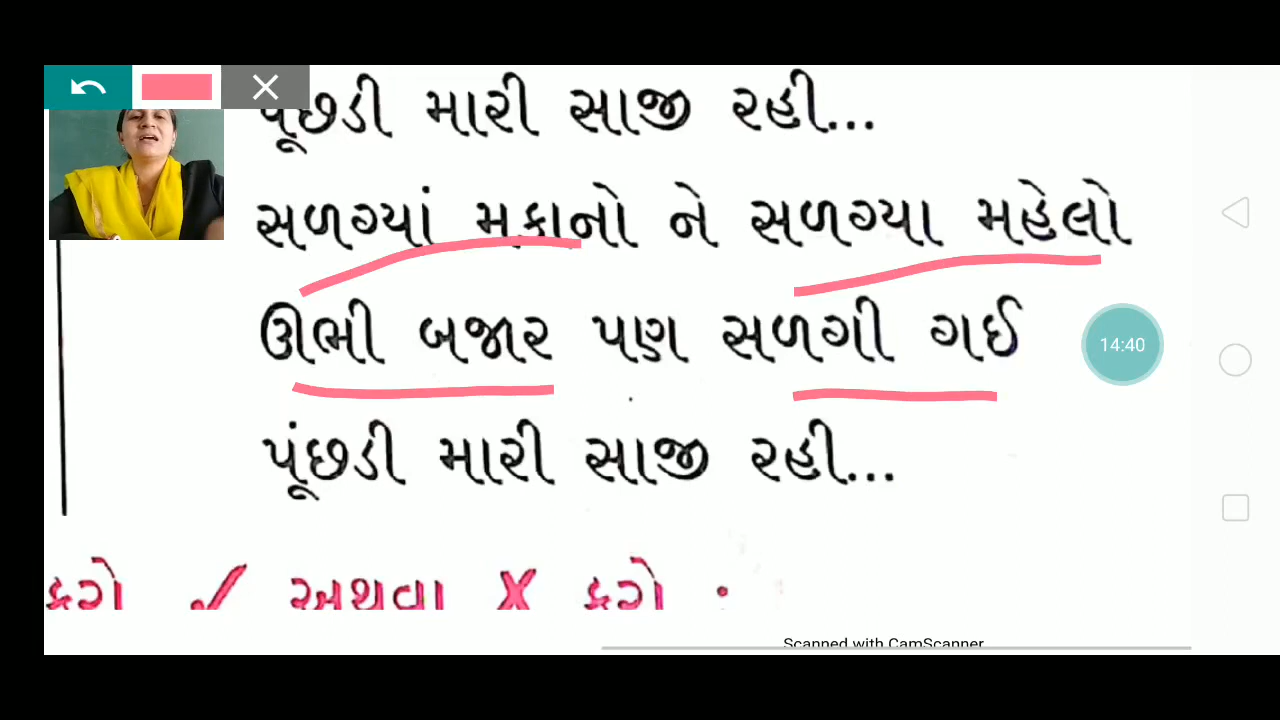 પૂંછડી મારી સાજી રહી...
સળગ્યાં મકાનો ને સળગ્યા મહેલો
ઊભી બજાર પણ સળગી ગઈ
14:40
પૂંછડી મારી સાજી રહી...
કરો ✓ અથવા X કરો :
Scanned with CamScanner